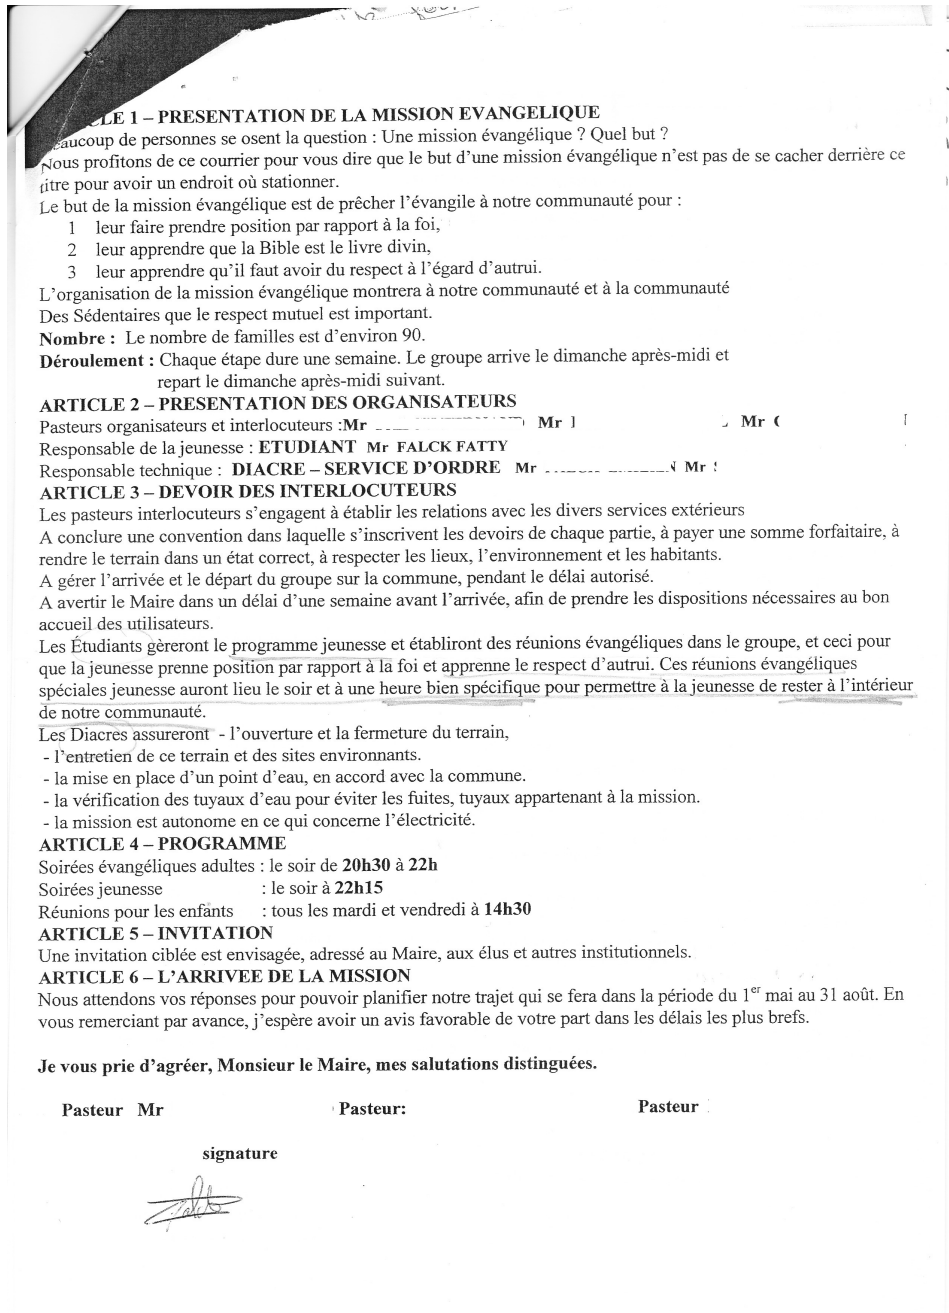 CLE 1 – PRESENTATION DE LA MISSION EVANGELIQUE
eaucoup de personnes se osent la question : Une mission évangélique ? Quel but ?
Nous profitons de ce courrier pour vous dire que le but d'une mission évangélique n'est pas de se cacher derrière ce
titre pour avoir un endroit où stationner.
Le but de la mission évangélique est de prêcher l'évangile à notre communauté pour :
1 leur faire prendre position par rapport à la foi,
2 leur apprendre que la Bible est le livre divin,
3 leur apprendre qu'il faut avoir du respect à l'égard d'autrui.
L'organisation de la mission évangélique montrera à notre communauté et à la communauté
Des Sédentaires que le respect mutuel est important.
Nombre : Le nombre de familles est d'environ 90.
Déroulement : Chaque étape dure une semaine. Le groupe arrive le dimanche après-midi et
repart le dimanche après-midi suivant.
ARTICLE 2 – PRESENTATION DES ORGANISATEURS
Pasteurs organisateurs et interlocuteurs :Mr Mr Mr
Responsable de la jeunesse : ETUDIANT Mr FALCK FATTY
Responsable technique : DIACRE – SERVICE D'ORDRE Mr Mr
ARTICLE 3 – DEVOIR DES INTERLOCUTEURS
Les pasteurs interlocuteurs s'engagent à établir les relations avec les divers services extérieurs
A conclure une convention dans laquelle s'inscrivent les devoirs de chaque partie, à payer une somme forfaitaire, à
rendre le terrain dans un état correct, à respecter les lieux, l'environnement et les habitants.
A gérer l'arrivée et le départ du groupe sur la commune, pendant le délai autorisé.
A avertir le Maire dans un délai d'une semaine avant l'arrivée, afin de prendre les dispositions nécessaires au bon
accueil des utilisateurs.
Les Étudiants gèreront le programme jeunesse et établiront des réunions évangéliques dans le groupe, et ceci pour
que la jeunesse prenne position par rapport à la foi et apprenne le respect d'autrui. Ces réunions évangéliques
spéciales jeunesse auront lieu le soir et à une heure bien spécifique pour permettre à la jeunesse de rester à l'intérieur
de notre communauté.
Les Diacres assureront - l'ouverture et la fermeture du terrain,
- l'entretien de ce terrain et des sites environnants.
- la mise en place d'un point d'eau, en accord avec la commune.
- la vérification des tuyaux d'eau pour éviter les fuites, tuyaux appartenant à la mission.
- la mission est autonome en ce qui concerne l'électricité.
ARTICLE 4 – PROGRAMME
Soirées évangéliques adultes : le soir de 20h30 à 22h
Soirées jeunesse : le soir à 22h15
Réunions pour les enfants : tous les mardi et vendredi à 14h30
ARTICLE 5 – INVITATION
Une invitation ciblée est envisagée, adressé au Maire, aux élus et autres institutionnels.
ARTICLE 6 – L'ARRIVEE DE LA MISSION
Nous attendons vos réponses pour pouvoir planifier notre trajet qui se fera dans la période du 1er mai au 31 août. En
vous remerciant par avance, j'espère avoir un avis favorable de votre part dans les délais les plus brefs.
Je vous prie d'agréer, Monsieur le Maire, mes salutations distinguées.
Pasteur Mr Pasteur: Pasteur
signature